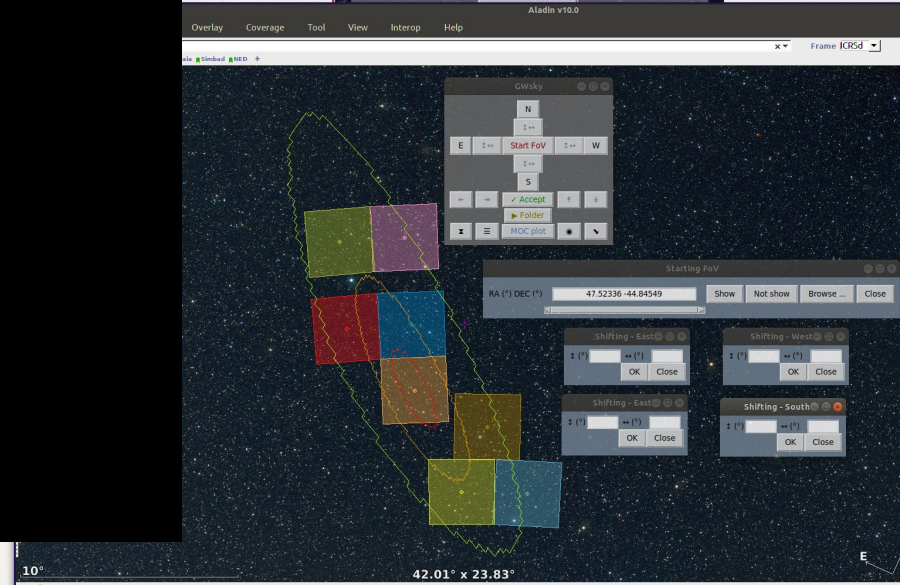 Aladin v10.0
Overlay Coverage Tool View Interop Help
Frame ICRSd
aia Simbad NED +
GWsky
N
E Start FoV W
S
✓ Accept
▶ Folder
MOC plot
Starting FoV
RA (°) DEC (°) 47.52336 -44.84549 Show Not show Browse ... Close
Shifting - East
↕ (°) ↔ (°)
OK Close
Shifting - West
↕ (°) ↔ (°)
OK Close
Shifting - East
↕ (°) ↔ (°)
OK Close
Shifting - South
↕ (°) ↔ (°)
OK Close
E
10°
42.01° x 23.83°